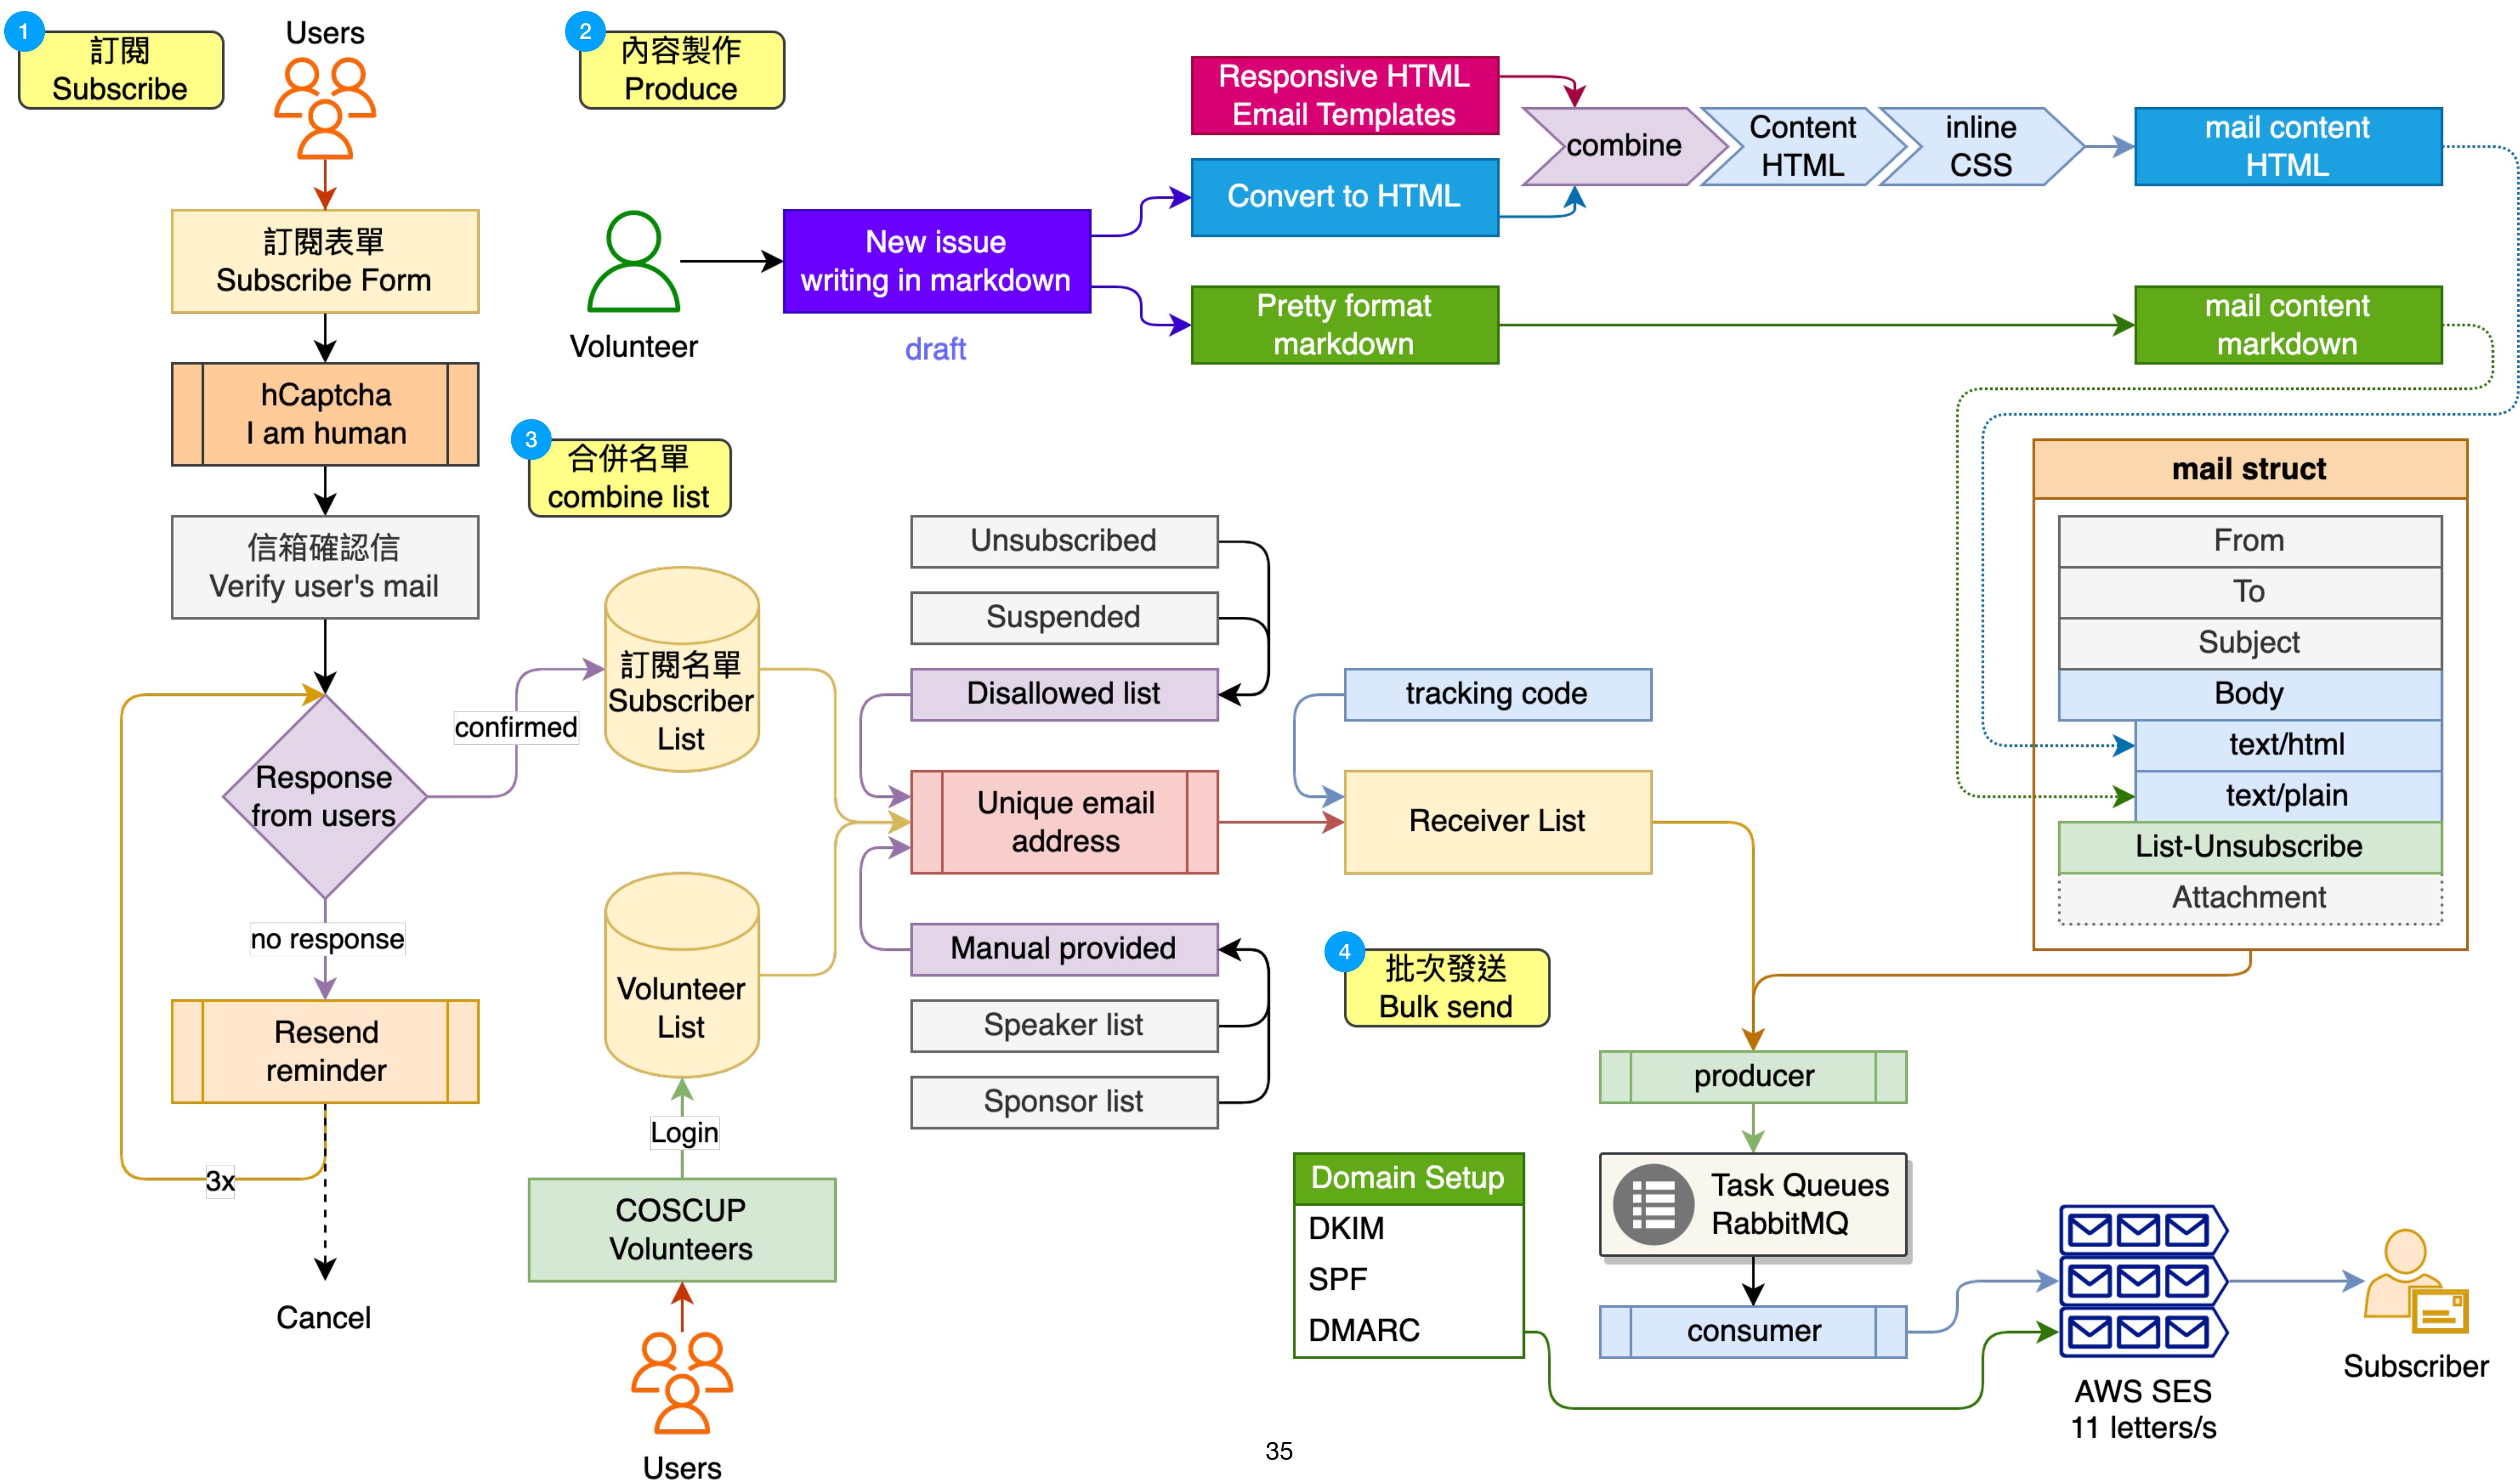 1
訂閱
Subscribe
Users
訂閱表單
Subscribe Form
hCaptcha
I am human
信箱確認信
Verify user's mail
Response
from users
confirmed
no response
Resend
reminder
3x
Cancel
2
內容製作
Produce
Volunteer
New issue
writing in markdown
draft
Responsive HTML
Email Templates
Convert to HTML
Pretty format
markdown
combine
Content
HTML
inline
CSS
mail content
HTML
mail content
markdown
3
合併名單
combine list
訂閱名單
Subscriber
List
Volunteer
List
Login
COSCUP
Volunteers
Users
Unsubscribed
Suspended
Disallowed list
Unique email
address
Manual provided
Speaker list
Sponsor list
tracking code
Receiver List
mail struct
From
To
Subject
Body
text/html
text/plain
List-Unsubscribe
Attachment
4
批次發送
Bulk send
producer
Task Queues
RabbitMQ
consumer
Domain Setup
DKIM
SPF
DMARC
AWS SES
11 letters/s
Subscriber
35